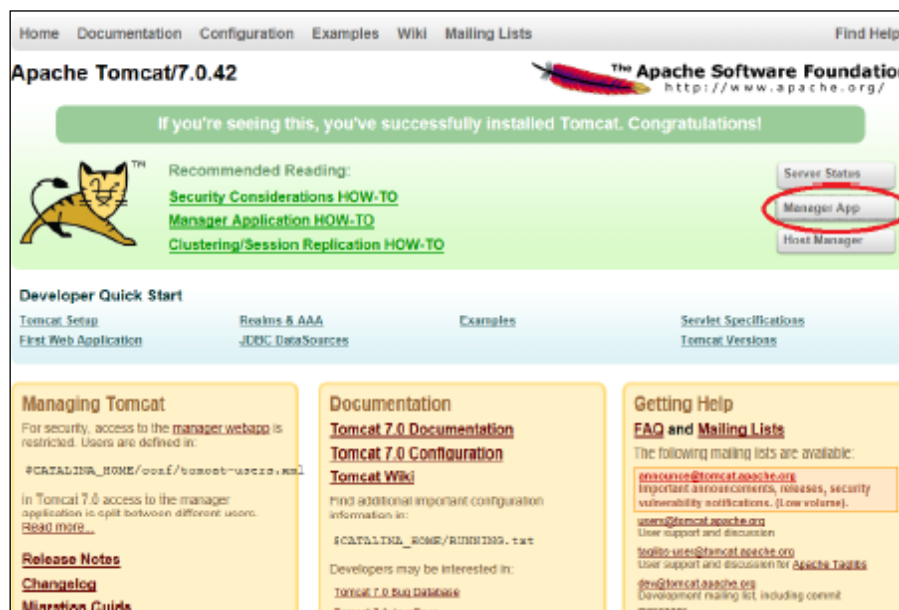 Home Documentation Configuration Examples Wiki Mailing Lists Find Help
Apache Tomcat/7.0.42
The Apache Software Foundation
http://www.apache.org/
If you're seeing this, you've successfully installed Tomcat. Congratulations!
TM
Recommended Reading:
Security Considerations HOW-TO
Manager Application HOW-TO
Clustering/Session Replication HOW-TO
Server Status
Manager App
Host Manager
Developer Quick Start
Tomcat Setup
First Web Application
Realms & AAA
JDBC DataSources
Examples
Servlet Specifications
Tomcat Versions
Managing Tomcat
For security, access to the manager webapp is
restricted. Users are defined in:
$CATALINA_HOME/conf/tomcat-users.xml
In Tomcat 7.0 access to the manager
application is split between different users.
Read more...
Release Notes
Changelog
Migration Guide
Documentation
Tomcat 7.0 Documentation
Tomcat 7.0 Configuration
Tomcat Wiki
Find additional important configuration
information in:
$CATALINA_HOME/RUNNING.txt
Developers may be interested in:
Tomcat 7.0 Bug Database
Getting Help
FAQ and Mailing Lists
The following mailing lists are available:
announce@tomcat.apache.org
Important announcements, releases, security
vulnerability notifications. (Low volume).
users@tomcat.apache.org
User support and discussion
taglibs-user@tomcat.apache.org
User support and discussion for Apache Taglibs
dev@tomcat.apache.org
Development mailing list, including commit